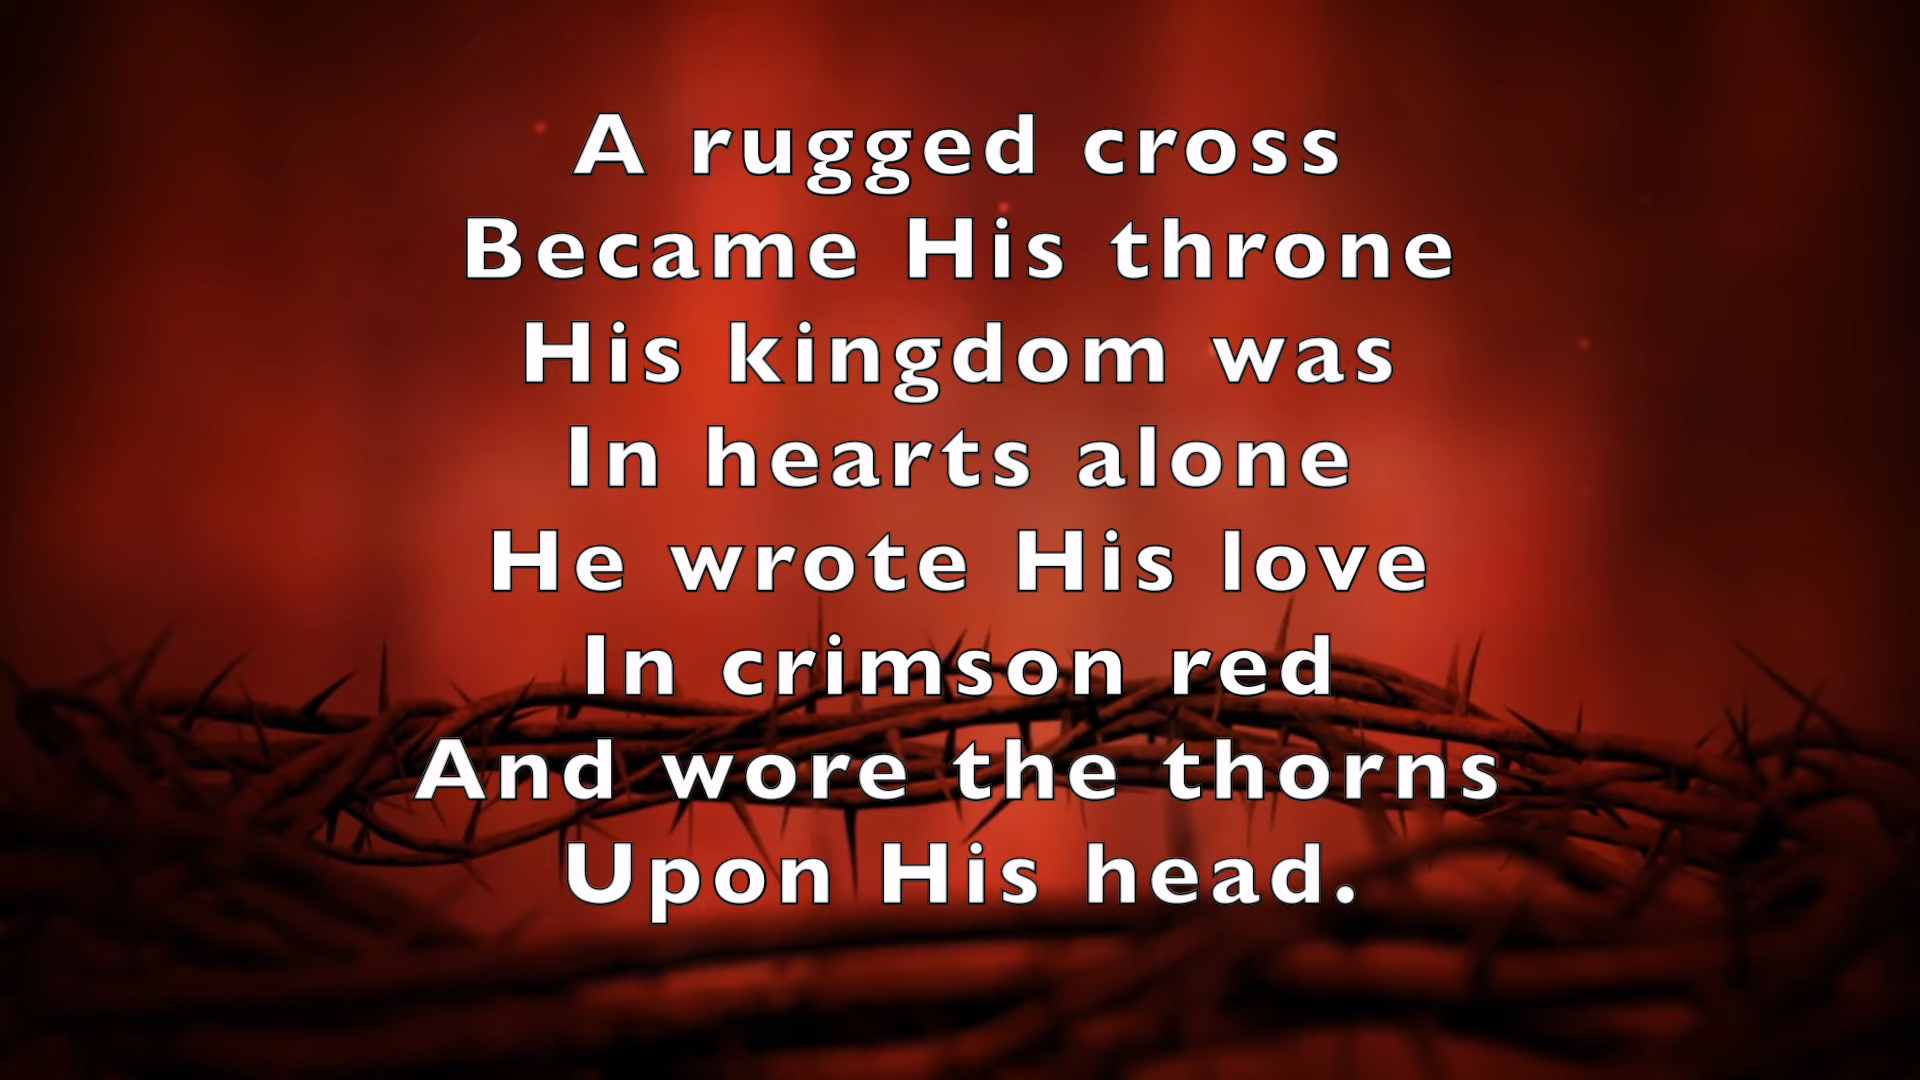 A rugged cross
Became His throne
His kingdom was
In hearts alone
He wrote His love
In crimson red
And wore the thorns
Upon His head.